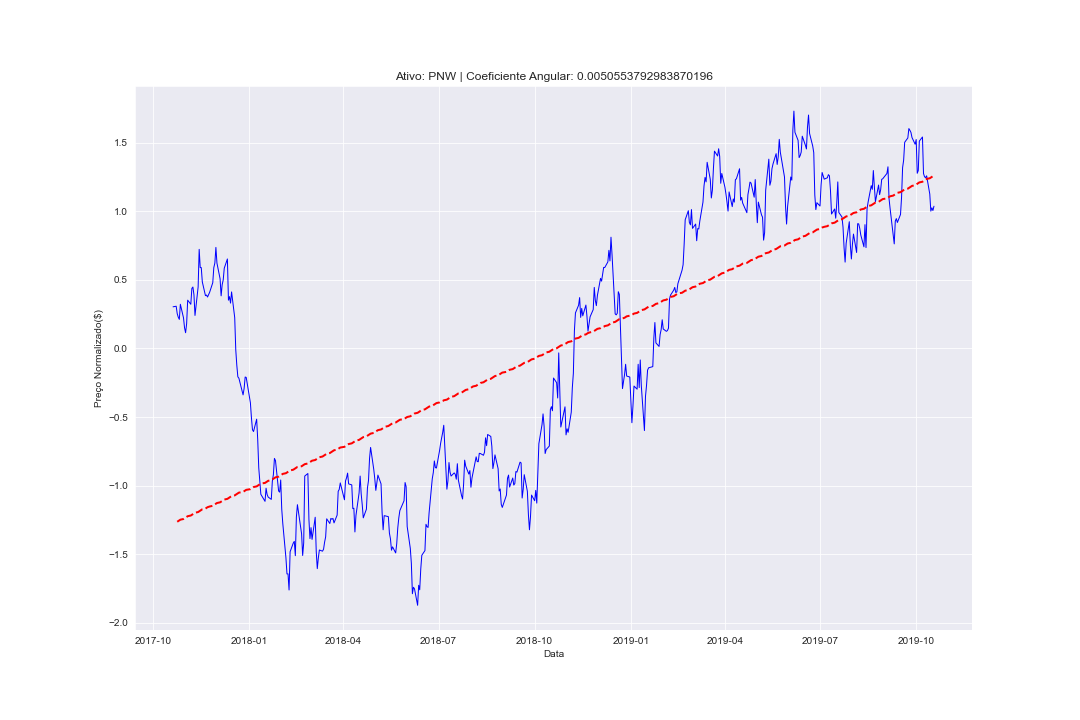 Ativo: PNW | Coeficiente Angular: 0.0050553792983870196
1.5
1.0
0.5
0.0
−0.5
−1.0
−1.5
−2.0
Preço Normalizado($)
2017-10 2018-01 2018-04 2018-07 2018-10 2019-01 2019-04 2019-07 2019-10
Data